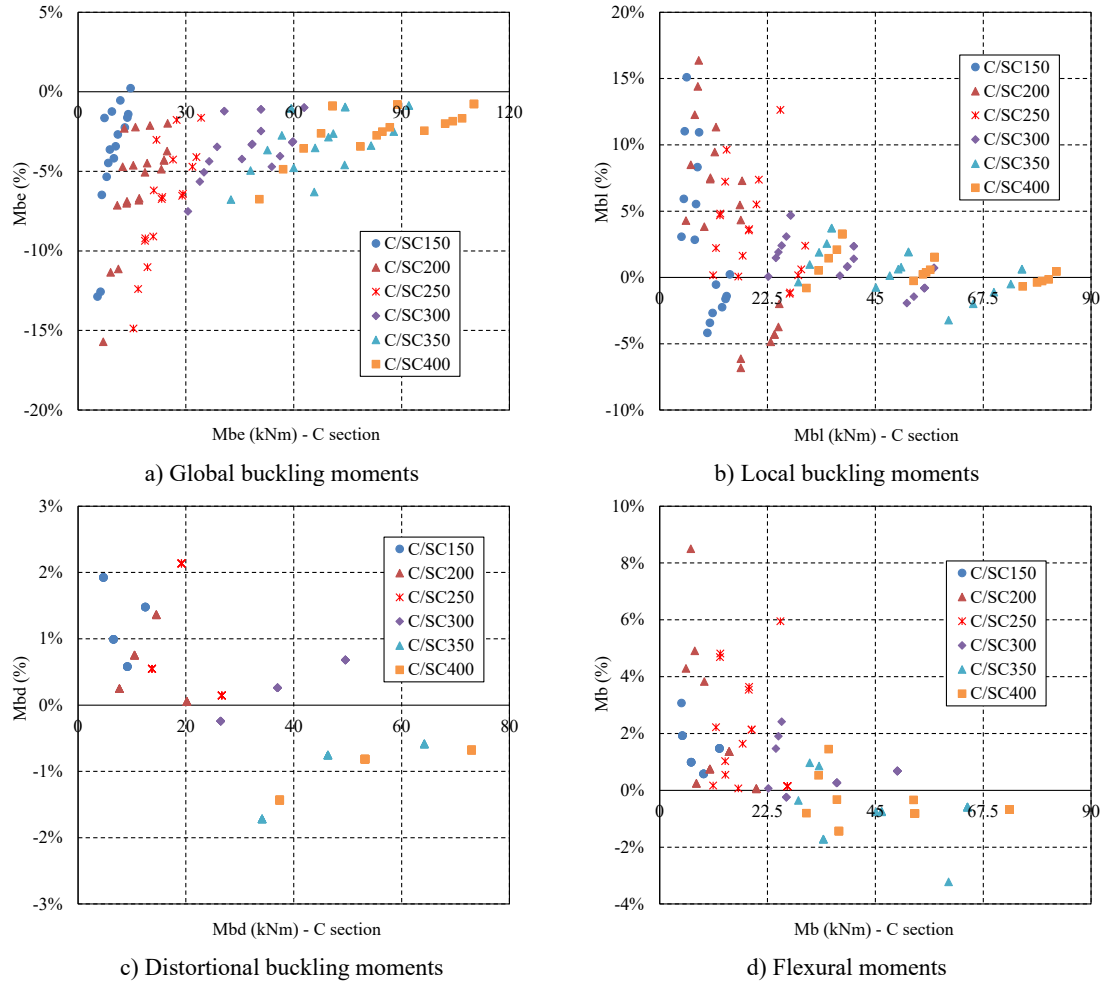 0%
-5%
-10%
-15%
-20%
0 30 60 90 120
Mbe (%)
Mbe (kNm) - C section
C/SC150
C/SC200
C/SC250
C/SC300
C/SC350
C/SC400
a) Global buckling moments
20%
15%
10%
5%
0%
-5%
-10%
0 22.5 45 67.5 90
Mbl (%)
Mbl (kNm) - C section
C/SC150
C/SC200
C/SC250
C/SC300
C/SC350
C/SC400
b) Local buckling moments
3%
2%
1%
0%
-1%
-2%
-3%
0 20 40 60 80
Mbd (%)
Mbd (kNm) - C section
C/SC150
C/SC200
C/SC250
C/SC300
C/SC350
C/SC400
c) Distortional buckling moments
10%
8%
6%
4%
2%
0%
-2%
-4%
0 22.5 45 67.5 90
Mb (%)
Mb (kNm) - C section
C/SC150
C/SC200
C/SC250
C/SC300
C/SC350
C/SC400
d) Flexural moments